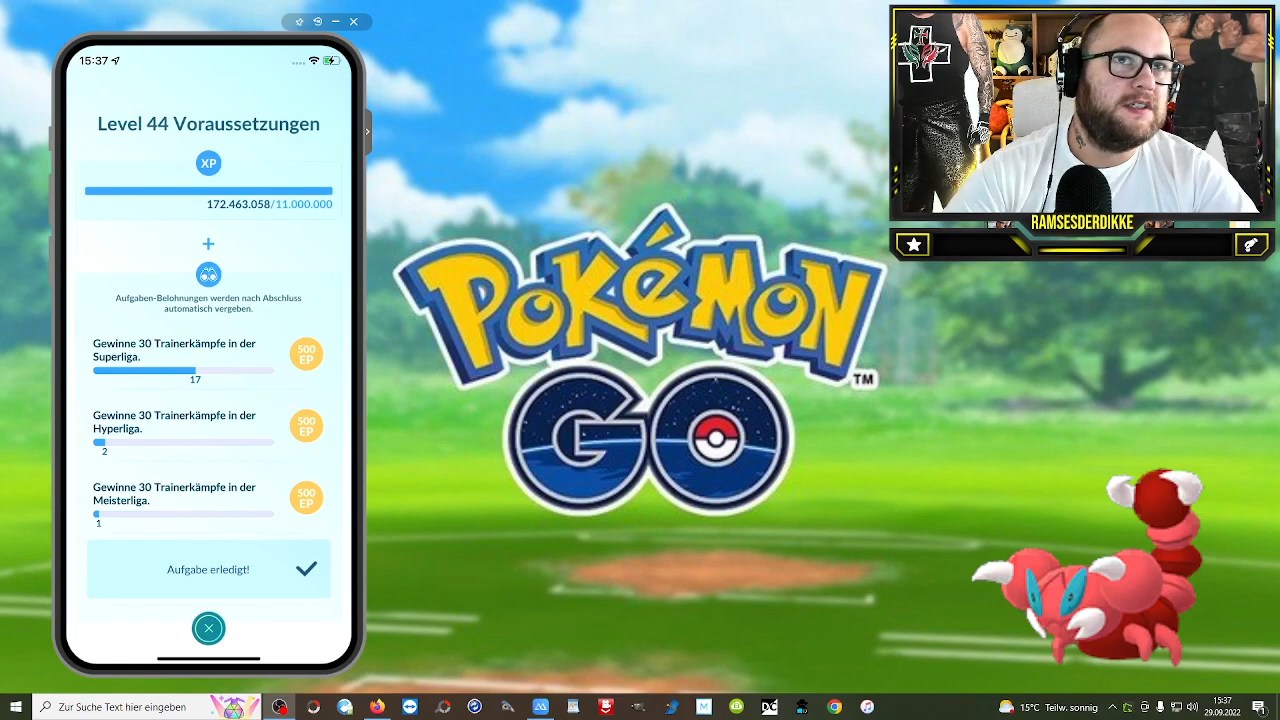 15:37
Level 44 Voraussetzungen
XP
172.463.058/11.000.000
+
Aufgaben-Belohnungen werden nach Abschluss
automatisch vergeben.
Gewinne 30 Trainerkämpfe in der
Superliga.
500
EP
17
Gewinne 30 Trainerkämpfe in der
Hyperliga.
500
EP
2
Gewinne 30 Trainerkämpfe in der
Meisterliga.
500
EP
1
Aufgabe erledigt!
POKÉMON
TM
GO
RAMSESDERDIKKE
Zur Suche Text hier eingeben
15°C Teilw. sonnig
15:37
29.09.2022